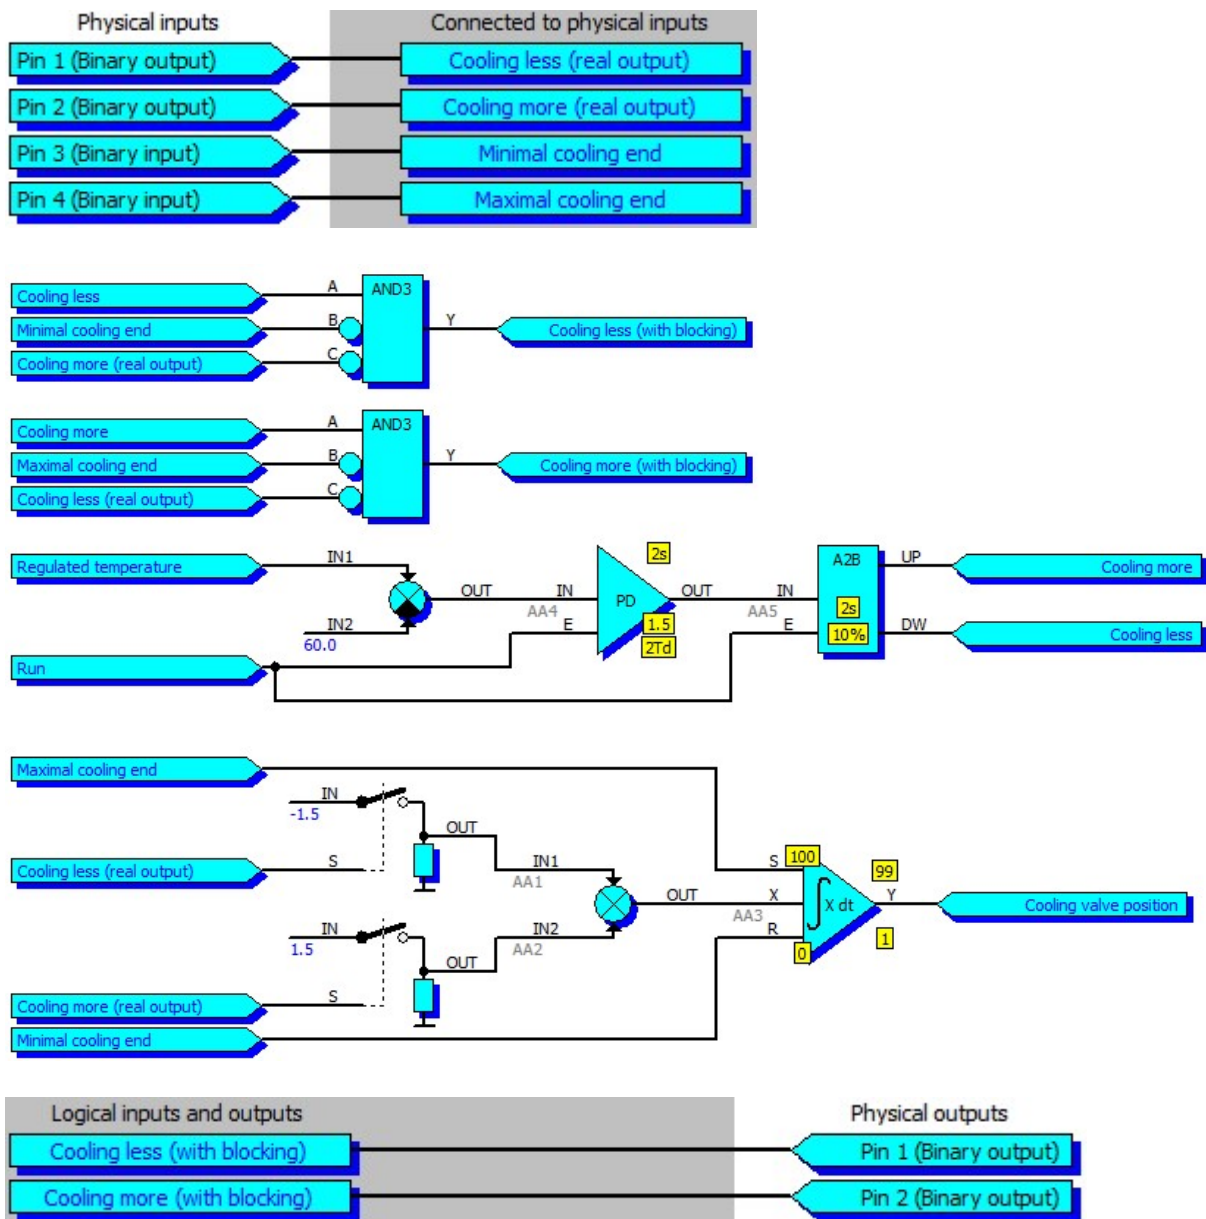 Physical inputs Connected to physical inputs
Pin 1 (Binary output) Cooling less (real output)
Pin 2 (Binary output) Cooling more (real output)
Pin 3 (Binary input) Minimal cooling end
Pin 4 (Binary input) Maximal cooling end
Cooling less A AND3
Minimal cooling end B Y Cooling less (with blocking)
Cooling more (real output) C
Cooling more A AND3
Maximal cooling end B Y Cooling more (with blocking)
Cooling less (real output) C
2s
Regulated temperature IN1 A2B UP Cooling more
OUT IN PD OUT IN
AA4 AA5 2s
IN2 E 1.5 E 10% DW Cooling less
60.0 2Td
Run
Maximal cooling end
IN
-1.5
OUT
Cooling less (real output) S IN1 S 100 99
AA1
OUT X X dt Y Cooling valve position
AA3
IN IN2 R 1
1.5 AA2 0
OUT
Cooling more (real output) S
Minimal cooling end
Logical inputs and outputs Physical outputs
Cooling less (with blocking) Pin 1 (Binary output)
Cooling more (with blocking) Pin 2 (Binary output)